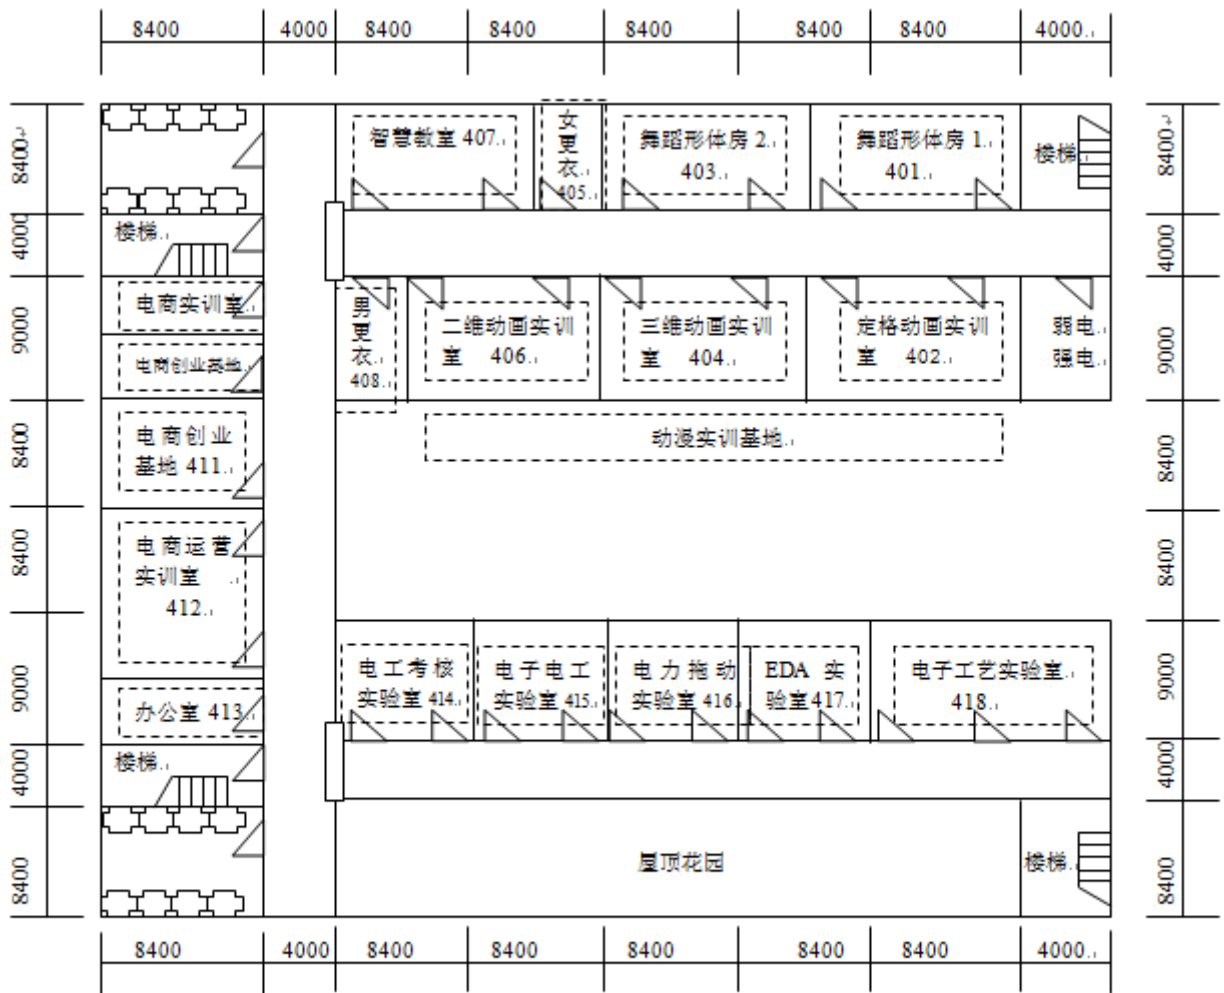 8400 4000 8400 8400 8400 8400 8400 4000
8400
4000
9000
8400
8400
9000
4000
8400
智慧教室 407
女
更
衣
405
舞蹈形体房 2
403
舞蹈形体房 1
401
楼梯
楼梯
电商实训室
电商创业基地
电商创业
基地 411
电商运营
实训室
412
办公室 413
楼梯
男
更
衣
408
二维动画实训
室 406
三维动画实训
室 404
定格动画实训
室 402
弱电
强电
动漫实训基地
电工考核
实验室 414
电子电工
实验室 415
电力拖动
实验室 416
EDA 实
验室417
电子工艺实验室
418
屋顶花园
楼梯
8400
4000
9000
8400
8400
9000
4000
8400
8400 4000 8400 8400 8400 8400 4000